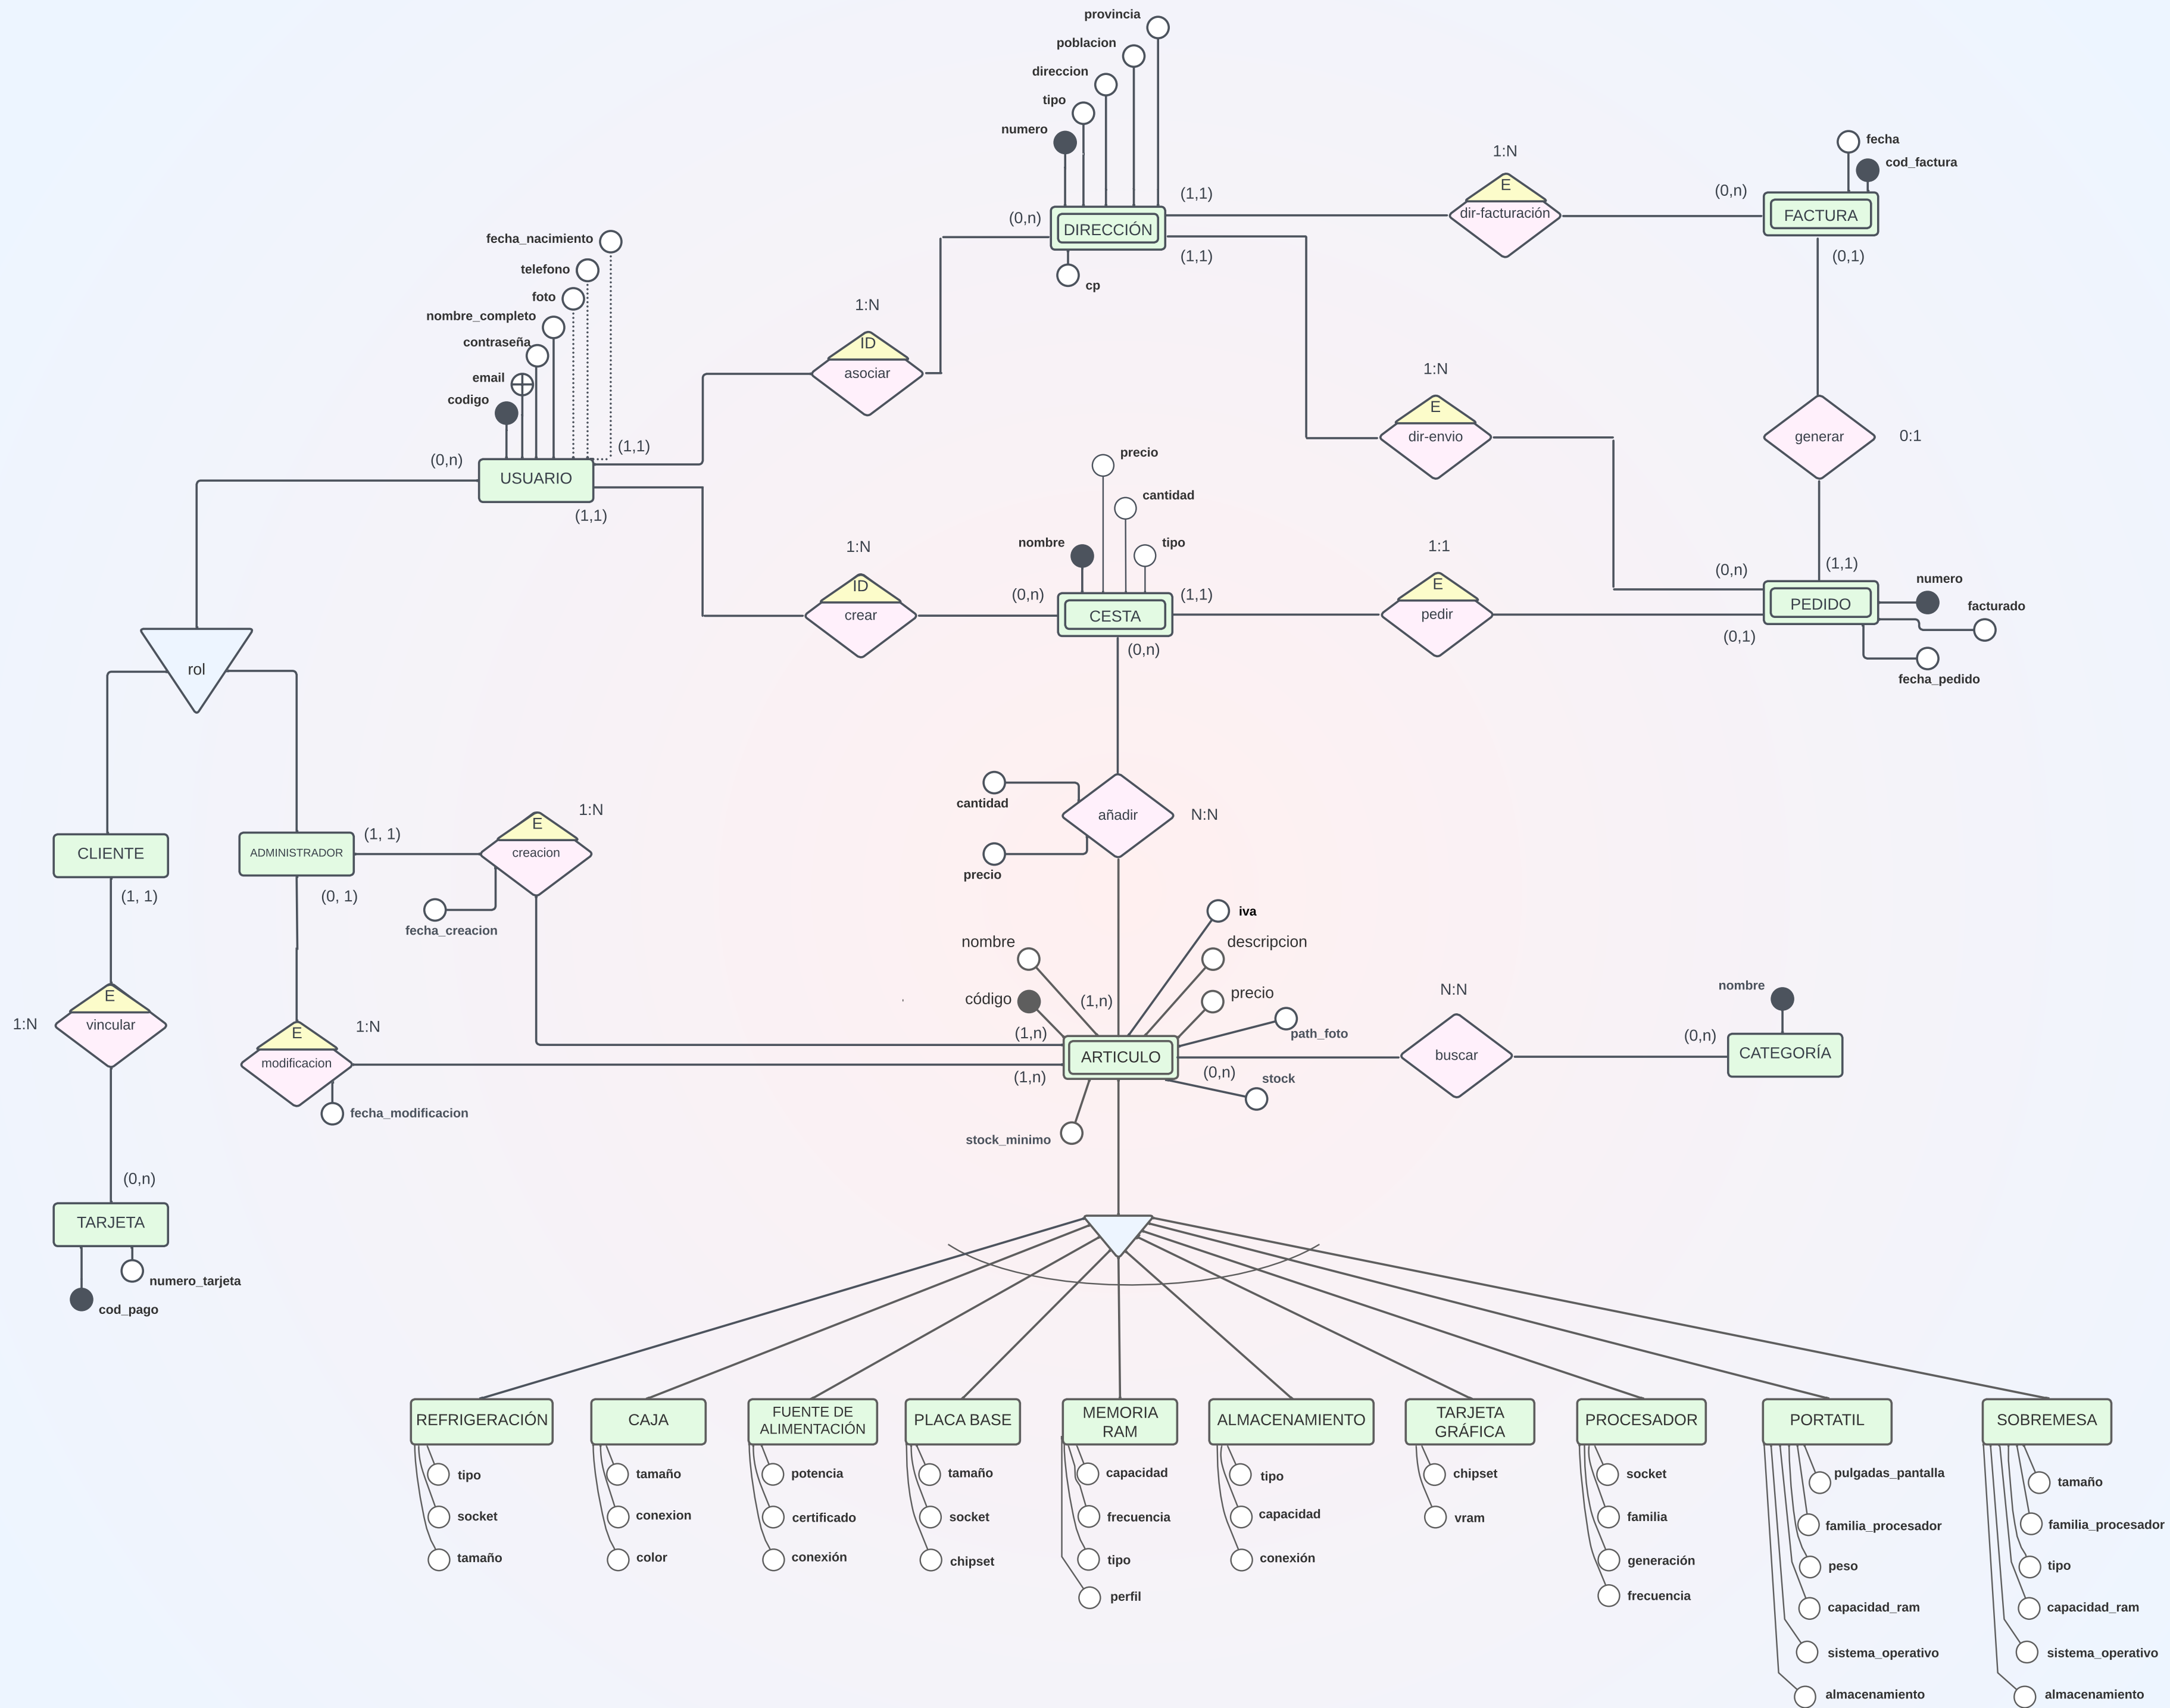 provincia
poblacion
direccion
tipo
numero
(0,n)
DIRECCIÓN
(1,1)
(1,1)
cp
1:N
E
dir-facturación
(0,n)
fecha
cod_factura
FACTURA
(0,1)
fecha_nacimiento
telefono
foto
nombre_completo
contraseña
email
codigo
(0,n)
USUARIO
(1,1)
(1,1)
1:N
ID
asociar
1:N
E
dir-envio
generar
0:1
1:N
ID
crear
precio
cantidad
nombre
tipo
(0,n)
CESTA
(1,1)
(0,n)
1:1
E
pedir
(0,n)
(1,1)
PEDIDO
(0,1)
numero
facturado
fecha_pedido
rol
CLIENTE
(1, 1)
ADMINISTRADOR
(1, 1)
(0, 1)
1:N
E
creacion
fecha_creacion
cantidad
precio
añadir
N:N
1:N
E
vincular
1:N
E
modificacion
fecha_modificacion
(0,n)
TARJETA
numero_tarjeta
cod_pago
nombre
código
(1,n)
(1,n)
(1,n)
iva
descripcion
precio
path_foto
ARTICULO
(0,n)
stock
stock_minimo
N:N
buscar
nombre
(0,n)
CATEGORÍA
REFRIGERACIÓN
tipo
socket
tamaño
CAJA
tamaño
conexion
color
FUENTE DE
ALIMENTACIÓN
potencia
certificado
conexión
PLACA BASE
tamaño
socket
chipset
MEMORIA
RAM
capacidad
frecuencia
tipo
perfil
ALMACENAMIENTO
tipo
capacidad
conexión
TARJETA
GRÁFICA
chipset
vram
PROCESADOR
socket
familia
generación
frecuencia
PORTATIL
pulgadas_pantalla
familia_procesador
peso
capacidad_ram
sistema_operativo
almacenamiento
SOBREMESA
tamaño
familia_procesador
tipo
capacidad_ram
sistema_operativo
almacenamiento